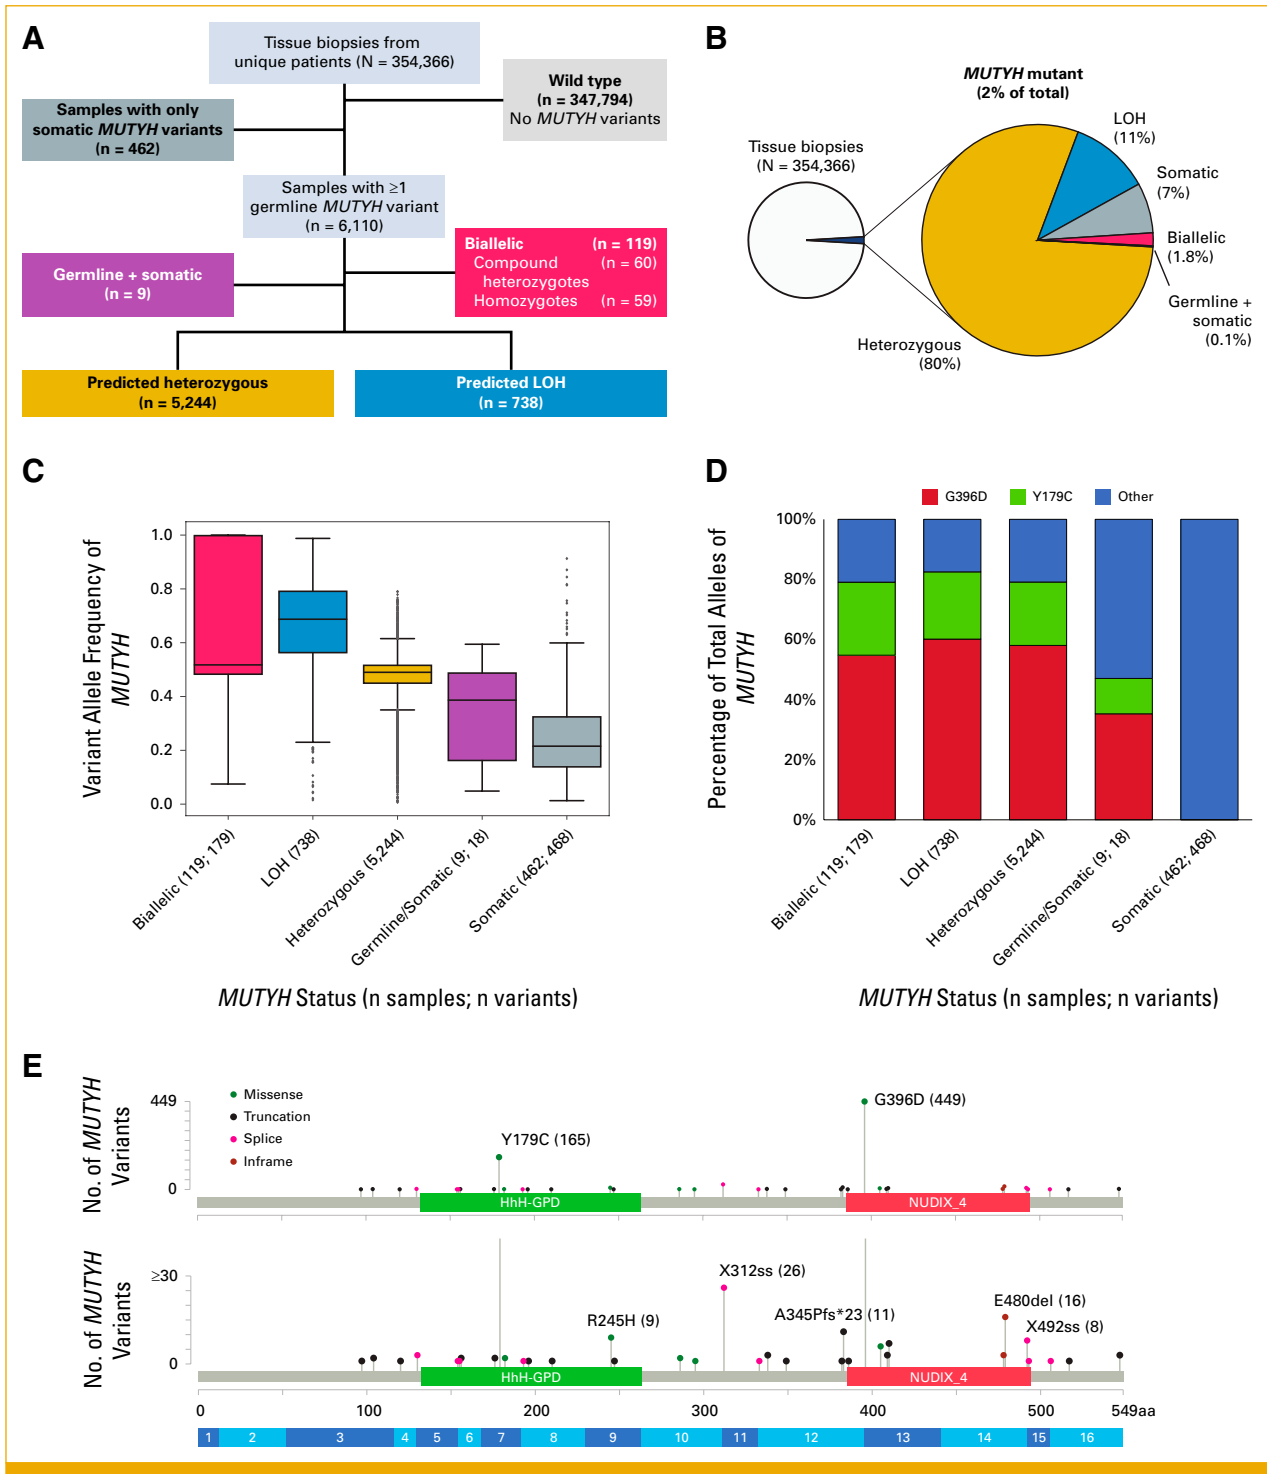 A
Tissue biopsies from
unique patients (N = 354,366)
Wild type
(n = 347,794)
No MUTYH variants
Samples with only
somatic MUTYH variants
(n = 462)
Samples with ≥1
germline MUTYH variant
(n = 6,110)
Germline + somatic
(n = 9)
Biallelic (n = 119)
Compound (n = 60)
heterozygotes
Homozygotes (n = 59)
Predicted heterozygous
(n = 5,244)
Predicted LOH
(n = 738)
B
MUTYH mutant
(2% of total)
Tissue biopsies
(N = 354,366)
LOH
(11%)
Somatic
(7%)
Biallelic
(1.8%)
Germline +
somatic
(0.1%)
Heterozygous
(80%)
C
Variant Allele Frequency of
MUTYH
1.0
0.8
0.6
0.4
0.2
0.0
Biallelic (119; 179)
LOH (738)
Heterozygous (5,244)
Germline/Somatic (9; 18)
Somatic (462; 468)
MUTYH Status (n samples; n variants)
D
G396D
Y179C
Other
Percentage of Total Alleles of
MUTYH
100%
80%
60%
40%
20%
0%
Biallelic (119; 179)
LOH (738)
Heterozygous (5,244)
Germline/Somatic (9; 18)
Somatic (462; 468)
MUTYH Status (n samples; n variants)
E
No. of MUTYH
Variants
449
0
Missense
Truncation
Splice
Inframe
Y179C (165)
G396D (449)
HhH-GPD
NUDIX_4
No. of MUTYH
Variants
≥30
0
R245H (9)
X312ss (26)
A345Pfs*23 (11)
E480del (16)
X492ss (8)
HhH-GPD
NUDIX_4
0 100 200 300 400 500 549aa
1 2 3 4 5 6 7 8 9 10 11 12 13 14 15 16